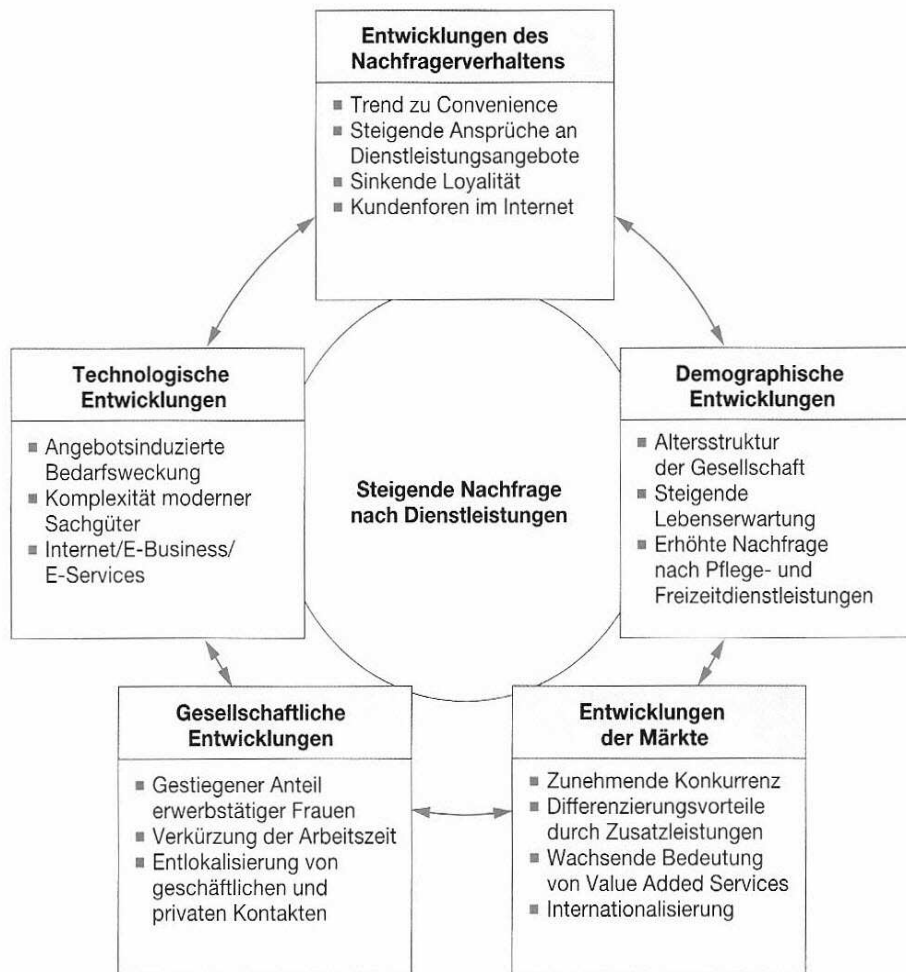 Entwicklungen des
Nachfragerverhaltens
■ Trend zu Convenience
■ Steigende Ansprüche an
Dienstleistungsangebote
■ Sinkende Loyalität
■ Kundenforen im Internet
Technologische
Entwicklungen
■ Angebotsinduzierte
Bedarfsweckung
■ Komplexität moderner
Sachgüter
■ Internet/E-Business/
E-Services
Steigende Nachfrage
nach Dienstleistungen
Demographische
Entwicklungen
■ Altersstruktur
der Gesellschaft
■ Steigende
Lebenserwartung
■ Erhöhte Nachfrage
nach Pflege- und
Freizeitdienstleistungen
Gesellschaftliche
Entwicklungen
■ Gestiegener Anteil
erwerbstätiger Frauen
■ Verkürzung der Arbeitszeit
■ Entlokalisierung von
geschäftlichen und
privaten Kontakten
Entwicklungen
der Märkte
■ Zunehmende Konkurrenz
■ Differenzierungsvorteile
durch Zusatzleistungen
■ Wachsende Bedeutung
von Value Added Services
■ Internationalisierung